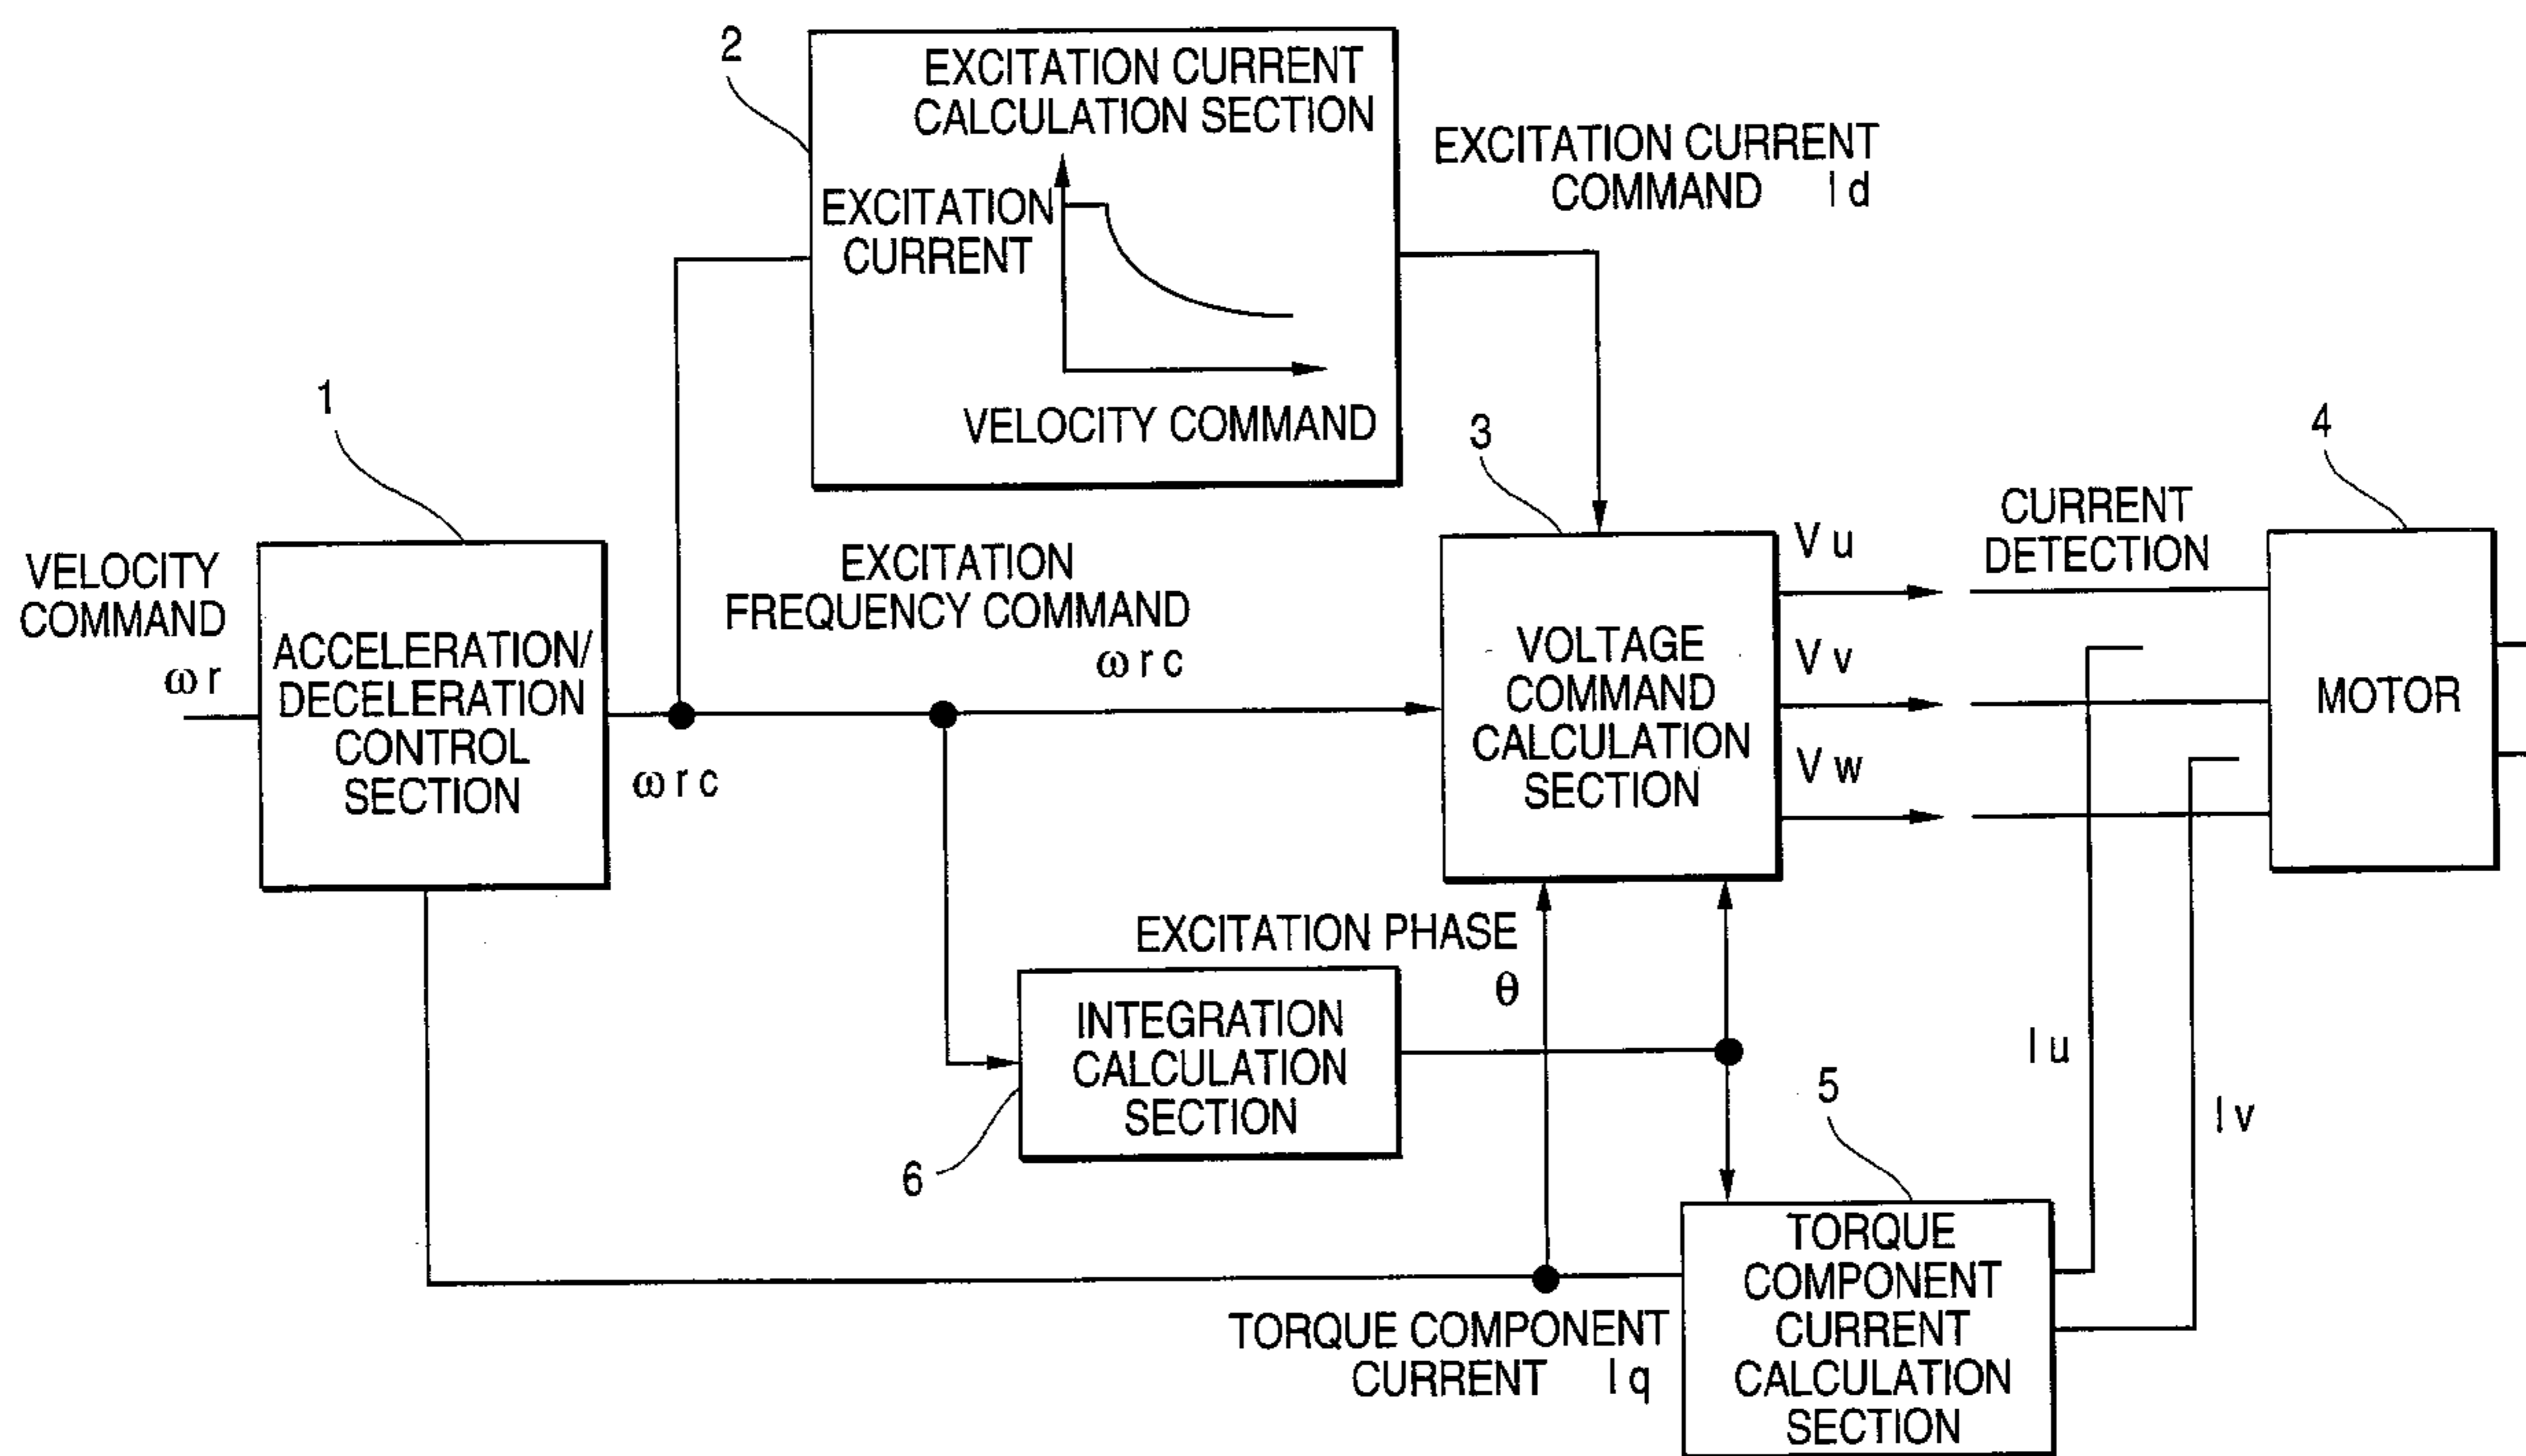 2
EXCITATION CURRENT
CALCULATION SECTION
EXCITATION
CURRENT
VELOCITY COMMAND
EXCITATION CURRENT
COMMAND Id
1
VELOCITY
COMMAND
ωr
ACCELERATION/
DECELERATION
CONTROL
SECTION
ωrc
EXCITATION
FREQUENCY COMMAND
ωrc
3
VOLTAGE
COMMAND
CALCULATION
SECTION
Vu
Vv
Vw
CURRENT
DETECTION
4
MOTOR
EXCITATION PHASE
θ
INTEGRATION
CALCULATION
SECTION
6
Iu
Iv
5
TORQUE
COMPONENT
CURRENT
CALCULATION
SECTION
TORQUE COMPONENT
CURRENT Iq